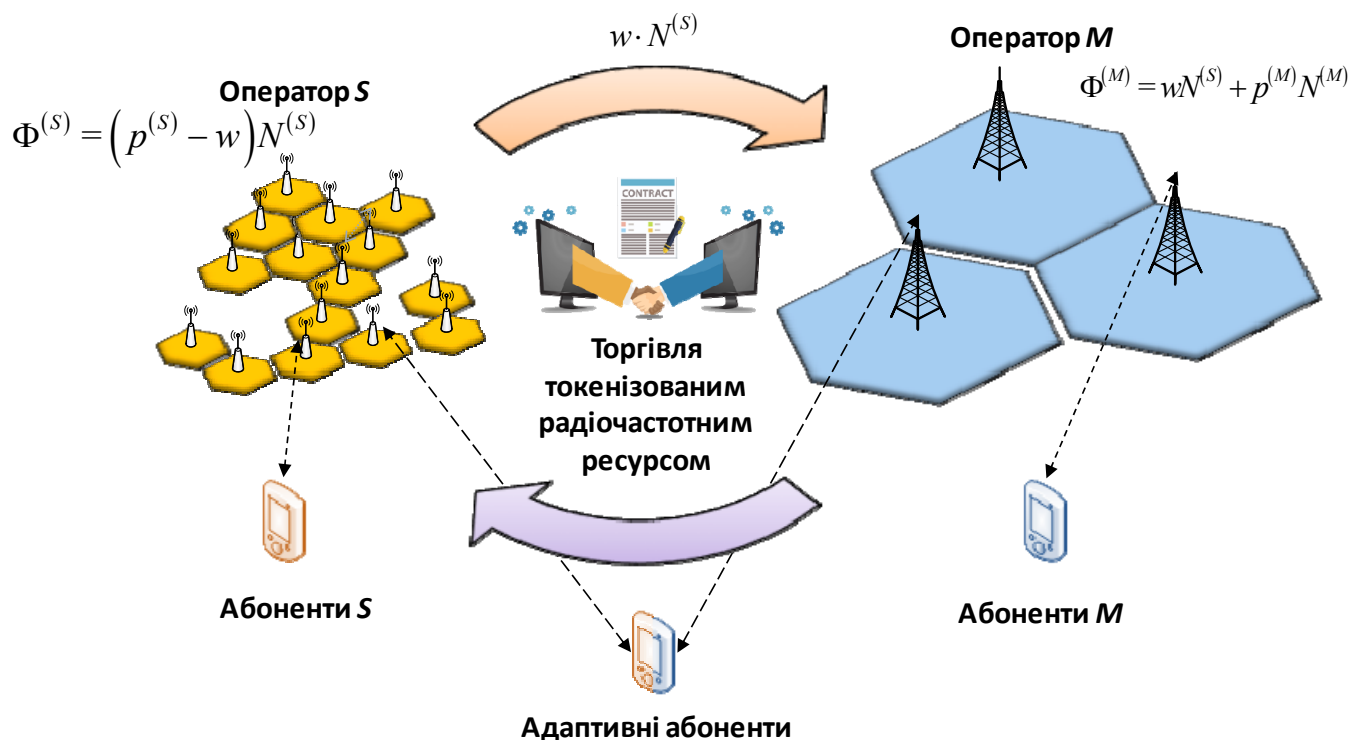 w · N^(S)
Оператор M
Оператор S
Φ^(M) = wN^(S) + p^(M)N^(M)
Φ^(S) = (p^(S) − w)N^(S)
CONTRACT
Торгівля
токенізованим
радіочастотним
ресурсом
Абоненти S
Абоненти M
Адаптивні абоненти